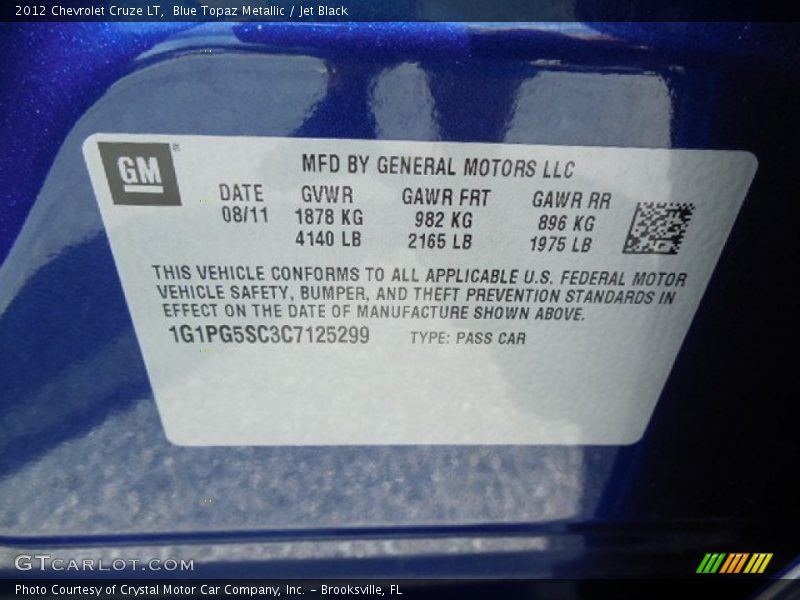 2012 Chevrolet Cruze LT,  Blue Topaz Metallic / Jet Black
GM ®
MFD BY GENERAL MOTORS LLC
DATE GVWR GAWR FRT GAWR RR
08/11 1878 KG 982 KG 896 KG
4140 LB 2165 LB 1975 LB
THIS VEHICLE CONFORMS TO ALL APPLICABLE U.S. FEDERAL MOTOR
VEHICLE SAFETY, BUMPER, AND THEFT PREVENTION STANDARDS IN
EFFECT ON THE DATE OF MANUFACTURE SHOWN ABOVE.
1G1PG5SC3C7125299 TYPE: PASS CAR
GTCARLOT.COM
Photo Courtesy of Crystal Motor Car Company, Inc. – Brooksville, FL